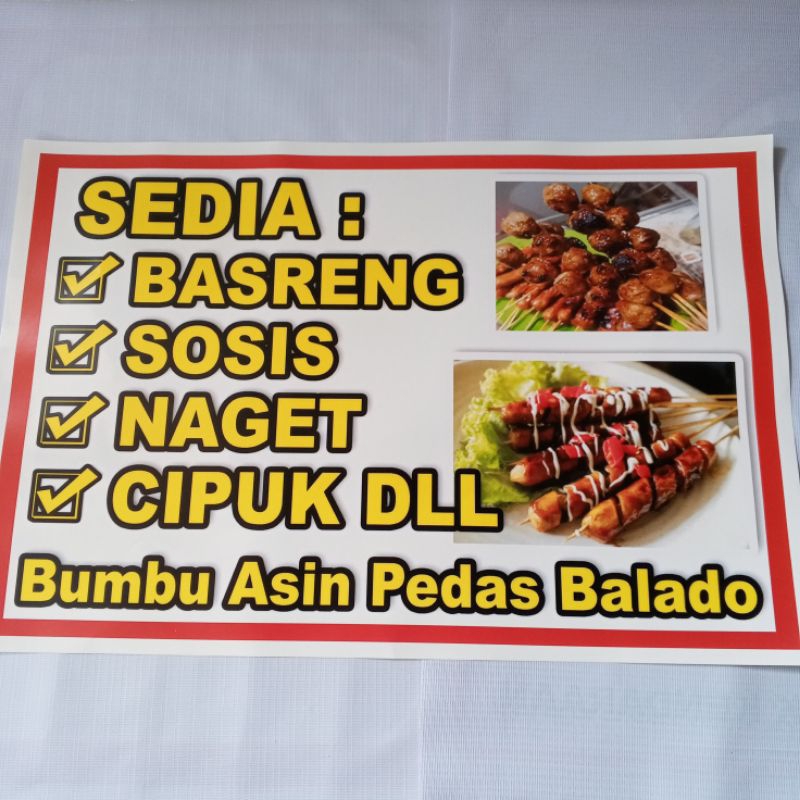 SEDIA :
BASRENG
SOSIS
NAGET
CIPUK DLL
Bumbu Asin Pedas Balado